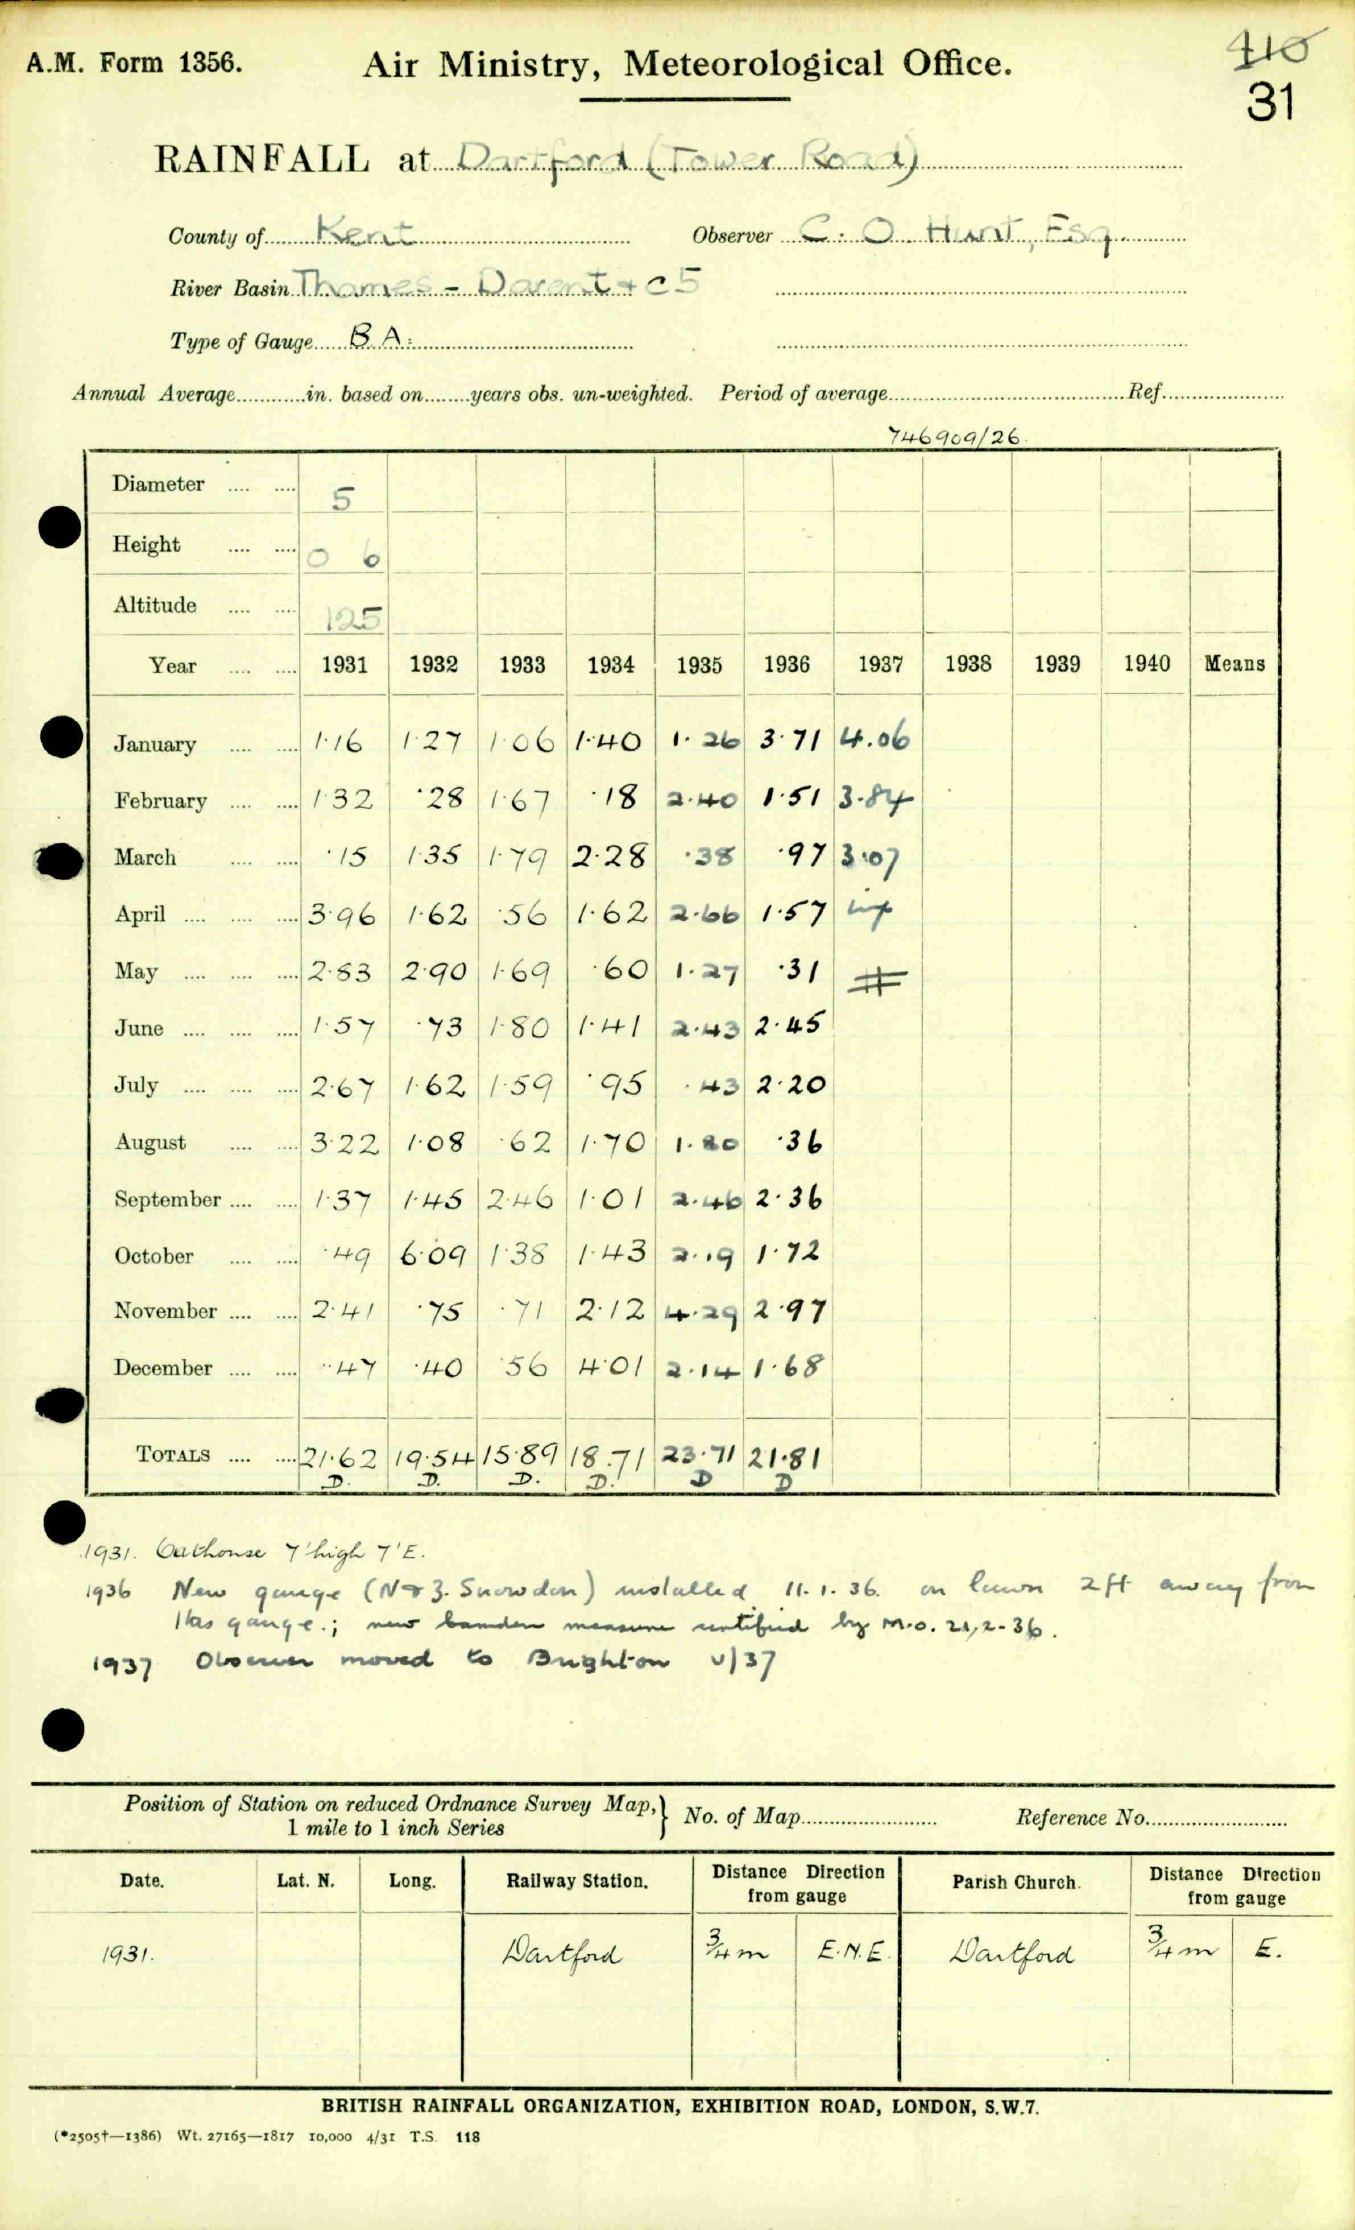 A.M. Form 1356.
Air Ministry, Meteorological Office.
410
31
RAINFALL at Dartford (Tower Road)
County of Kent Observer C. O. Hunt, Esq.
River Basin Thames - Darent + C5
Type of Gauge B.A.
Annual Average in. based on years obs. un-weighted. Period of average Ref.
746909/26
Diameter 5
Height 0 6
Altitude 125
Year 1931 1932 1933 1934 1935 1936 1937 1938 1939 1940 Means
January 1·16 1·27 1·06 1·40 1·26 3·71 4.06
February 1·32 ·28 1·67 ·18 2·40 1·51 3·84
March ·15 1·35 1·79 2·28 ·38 ·97 3·07
April 3·96 1·62 ·56 1·62 2·66 1·57
May 2·83 2·90 1·69 ·60 1·27 ·31
June 1·57 ·73 1·80 1·41 2·43 2·45
July 2·67 1·62 1·59 ·95 ·43 2·20
August 3·22 1·08 ·62 1·70 1·80 ·36
September 1·37 1·45 2·46 1·01 2·46 2·36
October ·49 6·09 1·38 1·43 2·19 1·72
November 2·41 ·75 ·71 2·12 4·29 2·97
December ·47 ·40 ·56 4·01 2·14 1·68
TOTALS 21·62 19·54 15·89 18.71 23·71 21·81
D. D. D. D. D D
1931. Outhouse 7' high 7' E.
1936 New gauge (N & Z. Snowdon) installed 11.1.36. on lawn 2ft away from
gauge.; new camden measure certified by M.O. 21.2.36.
1937 Observer moved to Brighton v/37
Position of Station on reduced Ordnance Survey Map,} No. of Map Reference No.
1 mile to 1 inch Series
Date. Lat. N. Long. Railway Station. Distance Direction from gauge Parish Church. Distance Direction from gauge
1931. Dartford 3/4 m E.N.E. Dartford 3/4 m E.
BRITISH RAINFALL ORGANIZATION, EXHIBITION ROAD, LONDON, S.W.7.
(*2505†—1386) Wt. 27165—1817 10,000 4/31 T.S. 118